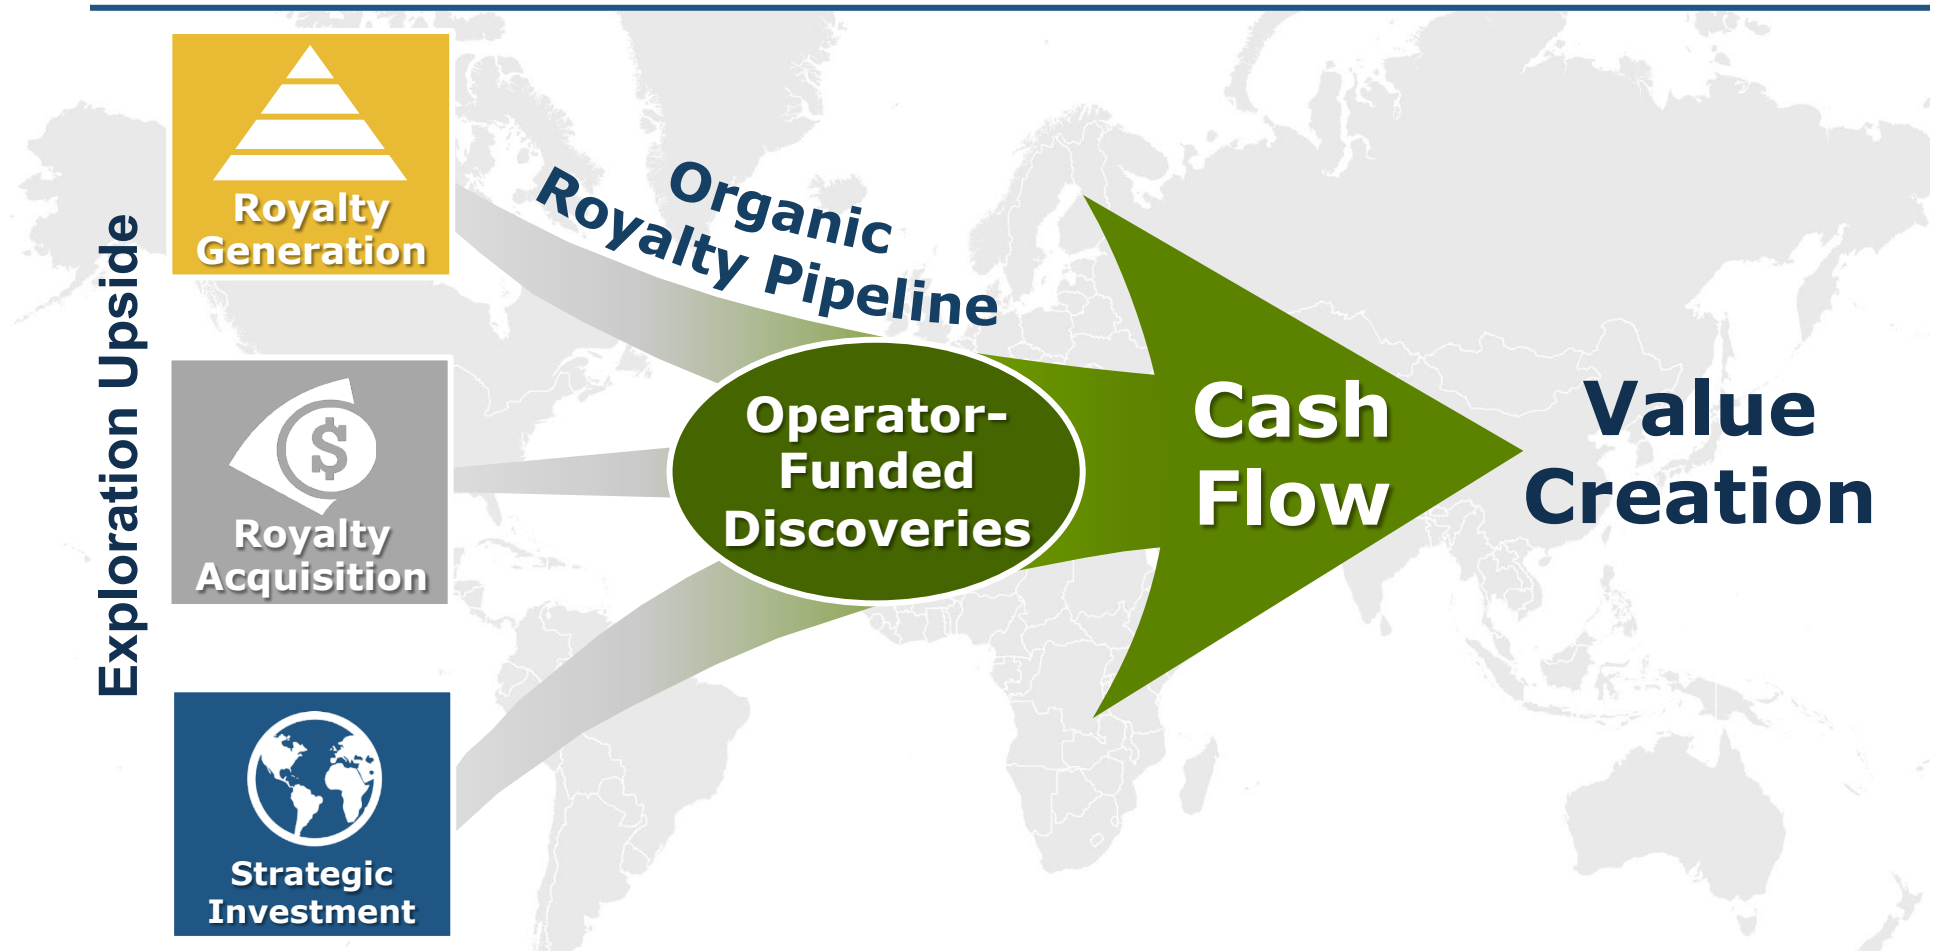 Exploration Upside
Royalty
Generation
Royalty
Acquisition
Strategic
Investment
Organic
Royalty Pipeline
Operator-
Funded
Discoveries
Cash
Flow
Value
Creation